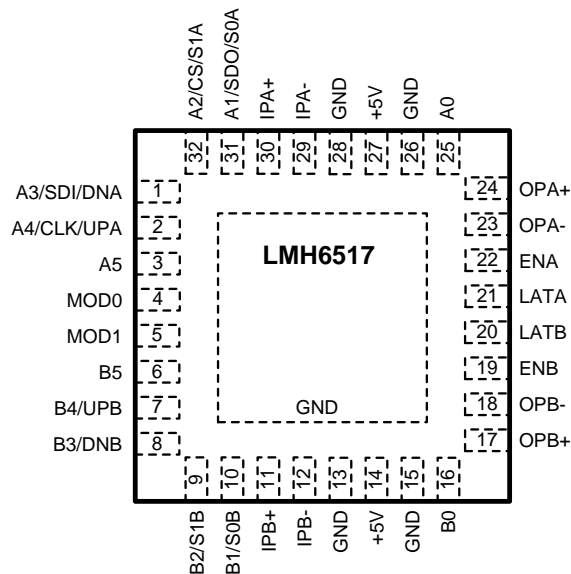 A2/CS/S1A
A1/SDO/S0A
IPA+
IPA-
GND
+5V
GND
A0
32
31
30
29
28
27
26
25
A3/SDI/DNA
1
A4/CLK/UPA
2
A5
3
MOD0
4
MOD1
5
B5
6
B4/UPB
7
B3/DNB
8
LMH6517
GND
24
OPA+
23
OPA-
22
ENA
21
LATA
20
LATB
19
ENB
18
OPB-
17
OPB+
9
10
11
12
13
14
15
16
B2/S1B
B1/S0B
IPB+
IPB-
GND
+5V
GND
B0